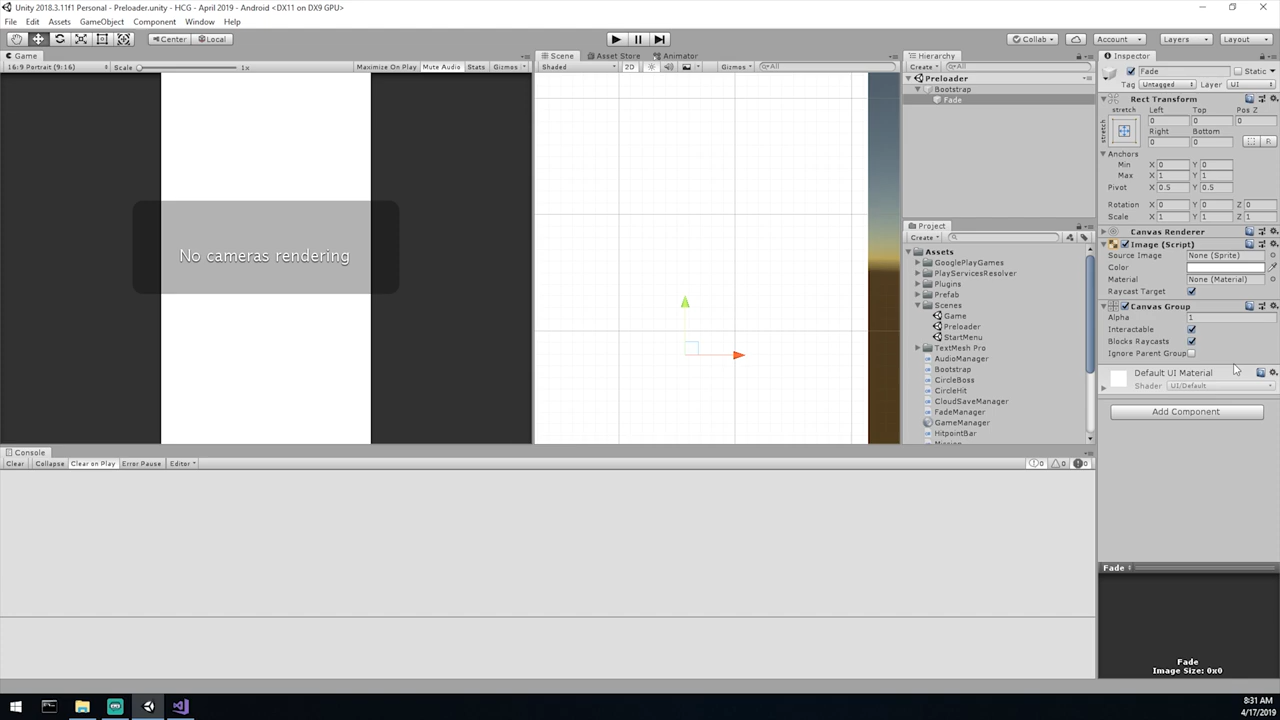 Unity 2018.3.11f1 Personal - Preloader.unity - HCG - April 2019 - Android <DX11 on DX9 GPU>
File Edit Assets GameObject Component Window Help
Center Local Collab Account Layers Layout
Game Scene Asset Store Animator Hierarchy Inspector
16:9 Portrait (9:16) Scale 1x Maximize On Play Mute Audio Stats Gizmos Shaded 2D Gizmos All Create All
Fade Static
Preloader
Tag Untagged Layer UI
Bootstrap
Fade
Rect Transform
stretch Left Top Pos Z
0 0 0
stretch Right Bottom
0 0 R
Anchors
Min X 0 Y 0
Max X 1 Y 1
Pivot X 0.5 Y 0.5
Rotation X 0 Y 0 Z 0
Scale X 1 Y 1 Z 1
Project
Create
Canvas Renderer
Image (Script)
Source Image None (Sprite)
Color
Material None (Material)
Raycast Target
Canvas Group
Alpha 1
Interactable
Blocks Raycasts
Ignore Parent Group
Default UI Material
Shader UI/Default
Add Component
Assets
GooglePlayGames
PlayServicesResolver
Plugins
Prefab
Scenes
Game
Preloader
StartMenu
TextMesh Pro
AudioManager
Bootstrap
CircleBoss
CircleHit
CloudSaveManager
FadeManager
GameManager
HitpointBar
No cameras rendering
Console
Clear Collapse Clear on Play Error Pause Editor 0 0 0
Fade
Fade
Image Size: 0x0
8:31 AM
4/17/2019